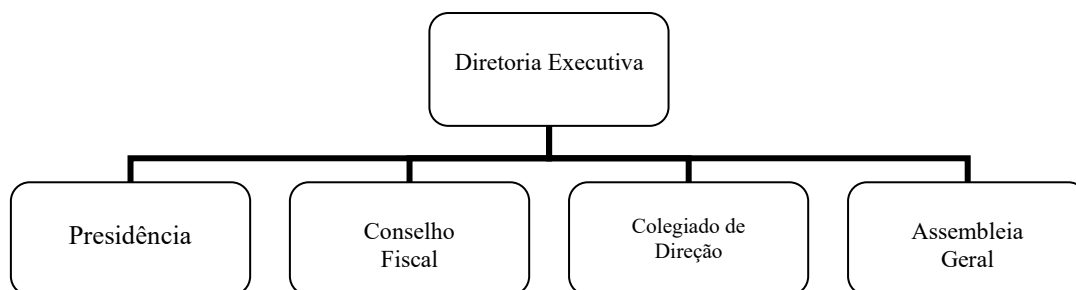 Diretoria Executiva
Presidência
Conselho
Fiscal
Colegiado de
Direção
Assembleia
Geral